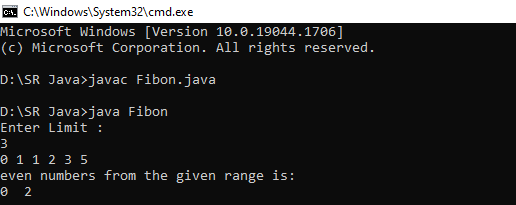 C:\Windows\System32\cmd.exe
Microsoft Windows [Version 10.0.19044.1706]
(c) Microsoft Corporation. All rights reserved.
D:\SR Java>javac Fibon.java
D:\SR Java>java Fibon
Enter Limit :
3
0 1 1 2 3 5
even numbers from the given range is:
0  2